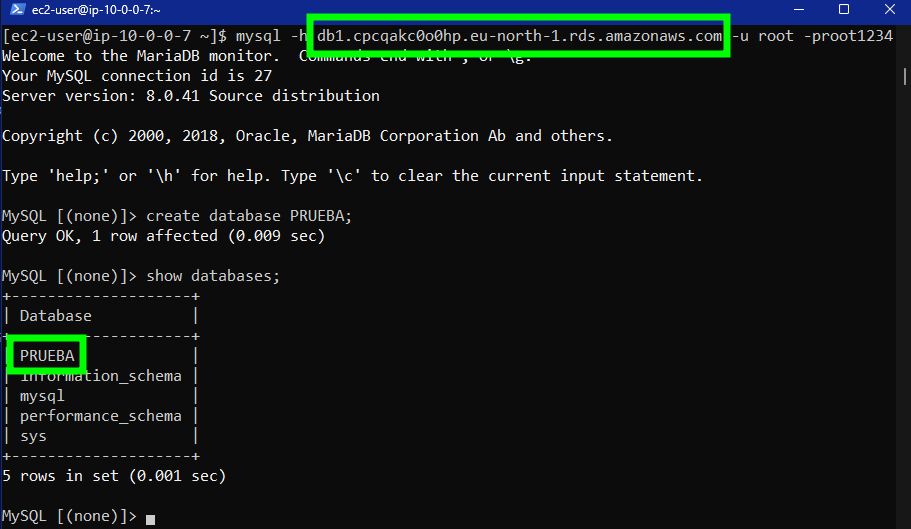 ec2-user@ip-10-0-0-7:~
[ec2-user@ip-10-0-0-7 ~]$ mysql -h db1.cpcqakc0o0hp.eu-north-1.rds.amazonaws.com -u root -proot1234
Welcome to the MariaDB monitor.  Commands end with ; or \g.
Your MySQL connection id is 27
Server version: 8.0.41 Source distribution
Copyright (c) 2000, 2018, Oracle, MariaDB Corporation Ab and others.
Type 'help;' or '\h' for help. Type '\c' to clear the current input statement.
MySQL [(none)]> create database PRUEBA;
Query OK, 1 row affected (0.009 sec)
MySQL [(none)]> show databases;
+--------------------+
| Database           |
+--------------------+
| PRUEBA             |
| information_schema |
| mysql              |
| performance_schema |
| sys                |
+--------------------+
5 rows in set (0.001 sec)
MySQL [(none)]>